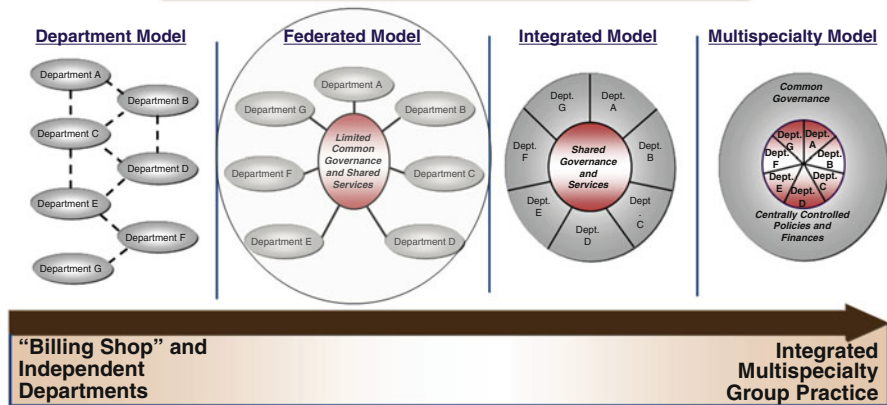 Department Model
Department A
Department B
Department C
Department D
Department E
Department F
Department G
Federated Model
Department A
Department G
Department B
Limited
Common
Governance
and Shared
Services
Department F
Department C
Department E
Department D
Integrated Model
Dept.
G
Dept.
A
Dept.
F
Dept.
B
Shared
Governance
and
Services
Dept.
E
Dept
.
C
Dept.
D
Multispecialty Model
Common
Governance
Dept.
G
Dept.
A
Dept.
F
Dept.
B
Dept.
E
Dept.
C
Dept.
D
Centrally Controlled
Policies and
Finances
“Billing Shop” and
Independent
Departments
Integrated
Multispecialty
Group Practice